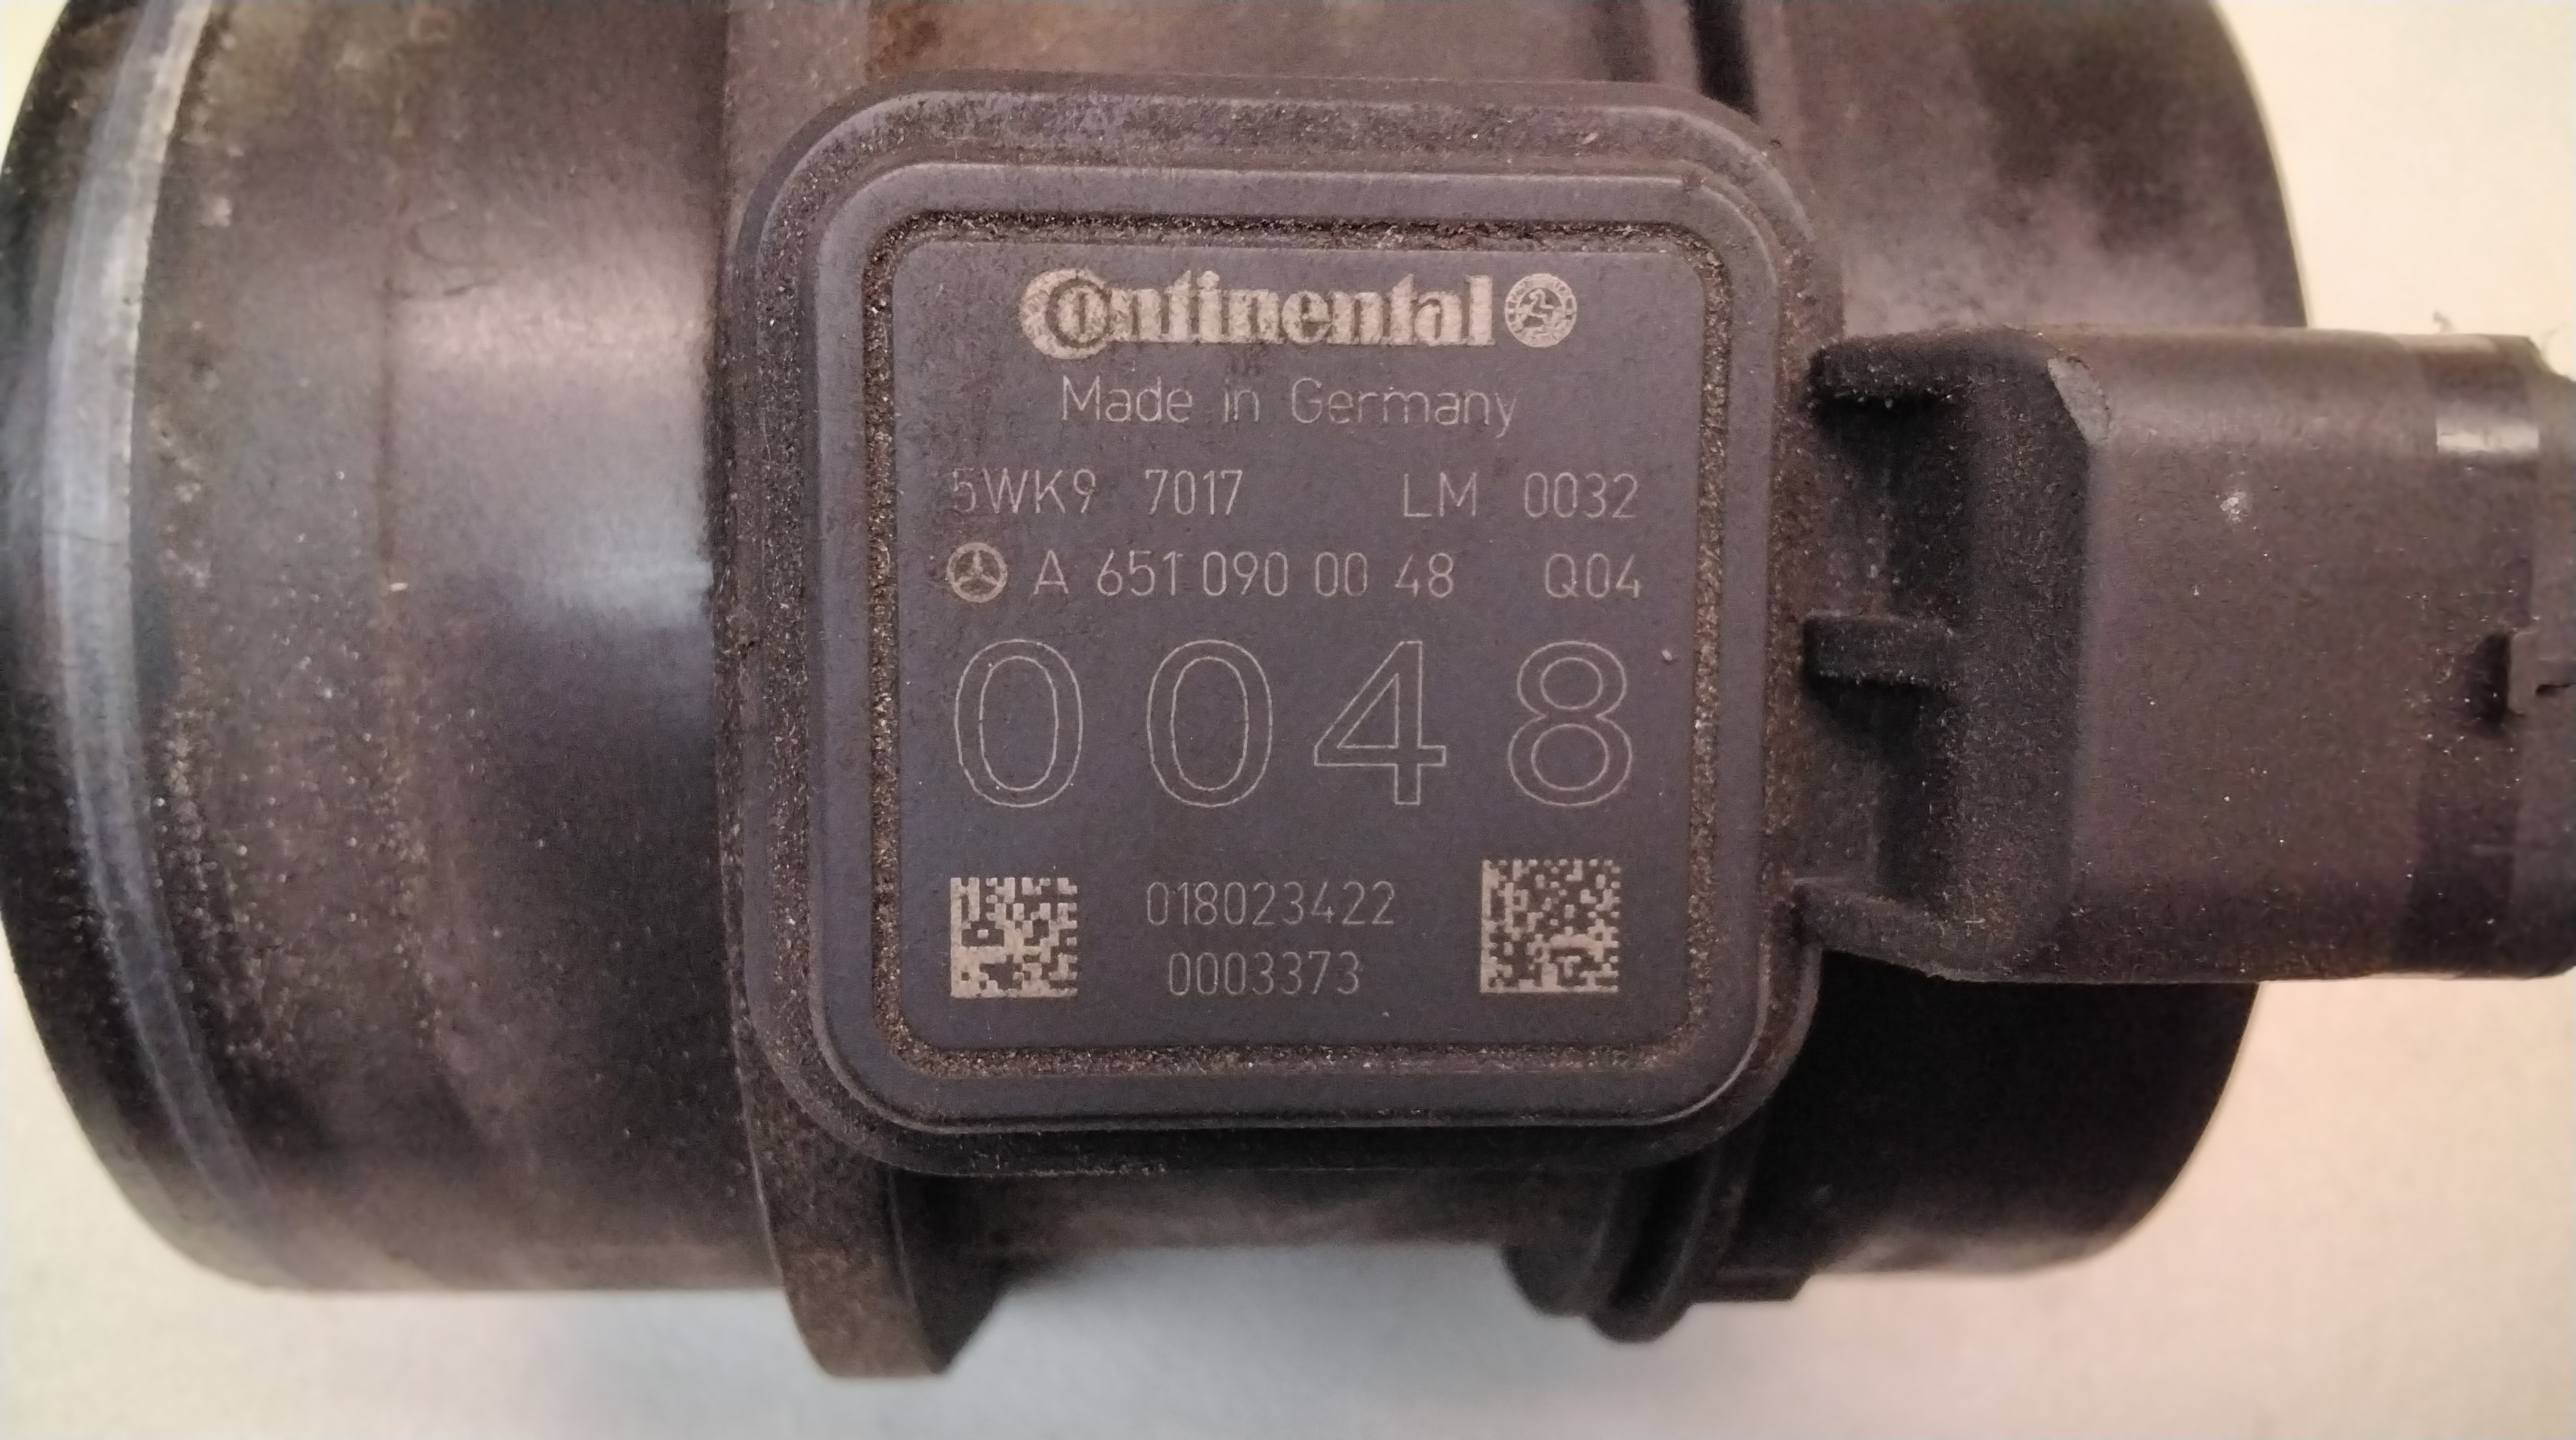 Continental
Made in Germany
5WK9 7017 LM 0032
A 651 090 00 48 Q04
0048
018023422
0003373